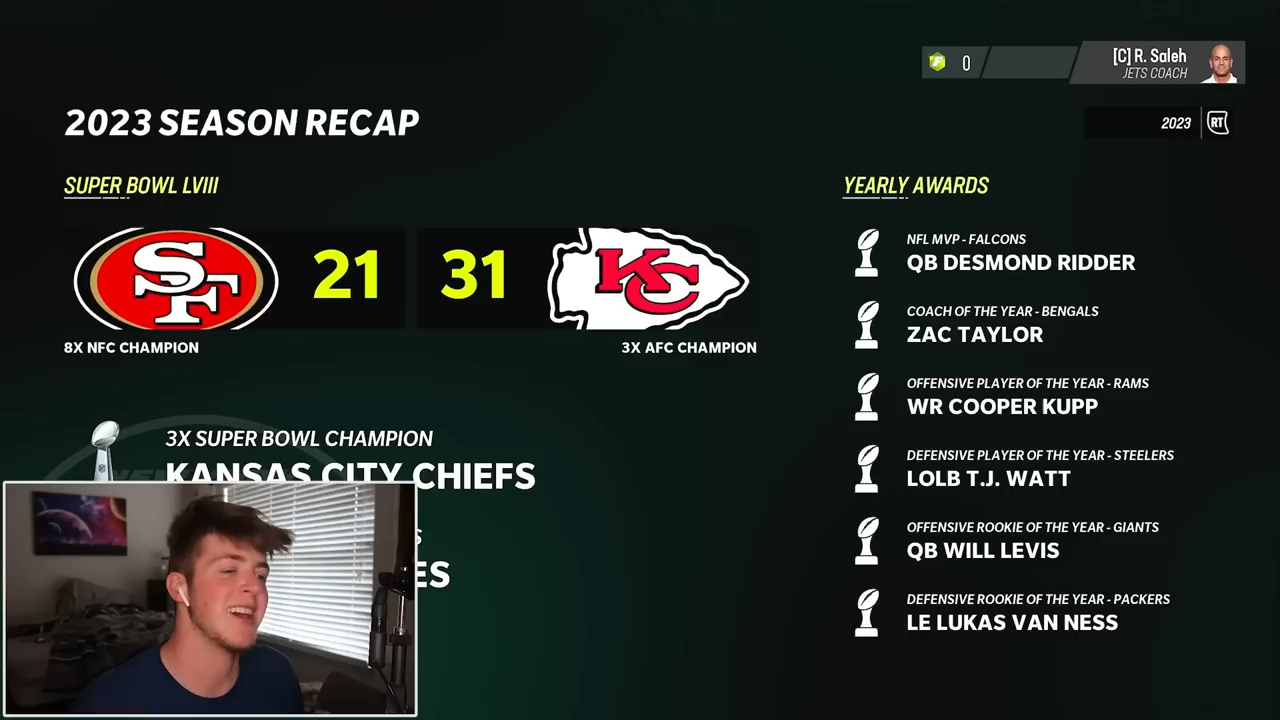 0
[C] R. Saleh
JETS COACH
2023 SEASON RECAP
2023
RT
SUPER BOWL LVIII
SF
21
31
KC
8X NFC CHAMPION
3X AFC CHAMPION
3X SUPER BOWL CHAMPION
KANSAS CITY CHIEFS
S
ES
YEARLY AWARDS
NFL MVP - FALCONS
QB DESMOND RIDDER
COACH OF THE YEAR - BENGALS
ZAC TAYLOR
OFFENSIVE PLAYER OF THE YEAR - RAMS
WR COOPER KUPP
DEFENSIVE PLAYER OF THE YEAR - STEELERS
LOLB T.J. WATT
OFFENSIVE ROOKIE OF THE YEAR - GIANTS
QB WILL LEVIS
DEFENSIVE ROOKIE OF THE YEAR - PACKERS
LE LUKAS VAN NESS